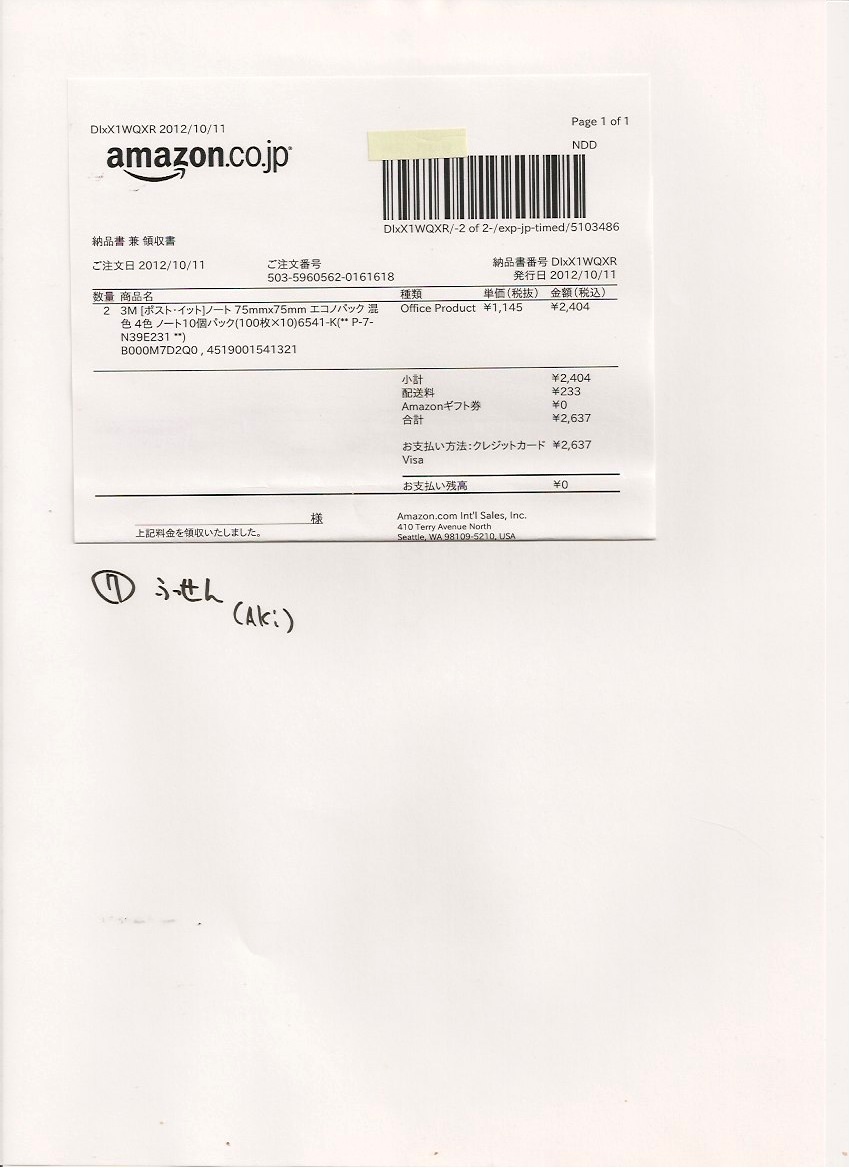 DIxX1WQXR 2012/10/11
Page 1 of 1
amazon.co.jp
NDD
DIxX1WQXR/-2 of 2-/exp-jp-timed/5103486
納品書 兼 領収書
ご注文日 2012/10/11
ご注文番号
503-5960562-0161618
納品書番号 DIxX1WQXR
発行日 2012/10/11
数量 商品名 種類 単価(税抜) 金額(税込)
2 3M [ポスト・イット]ノート 75mmx75mm エコノパック 混 Office Product ¥1,145 ¥2,404
色 4色 ノート10個パック(100枚×10)6541-K(** P-7-
N39E231 **)
B000M7D2Q0 , 4519001541321
小計 ¥2,404
配送料 ¥233
Amazonギフト券 ¥0
合計 ¥2,637
お支払い方法:クレジットカード ¥2,637
Visa
お支払い残高 ¥0
様
上記料金を領収いたしました。
Amazon.com Int'l Sales, Inc.
410 Terry Avenue North
Seattle, WA 98109-5210, USA
⑦ ふっせん
(Aki)